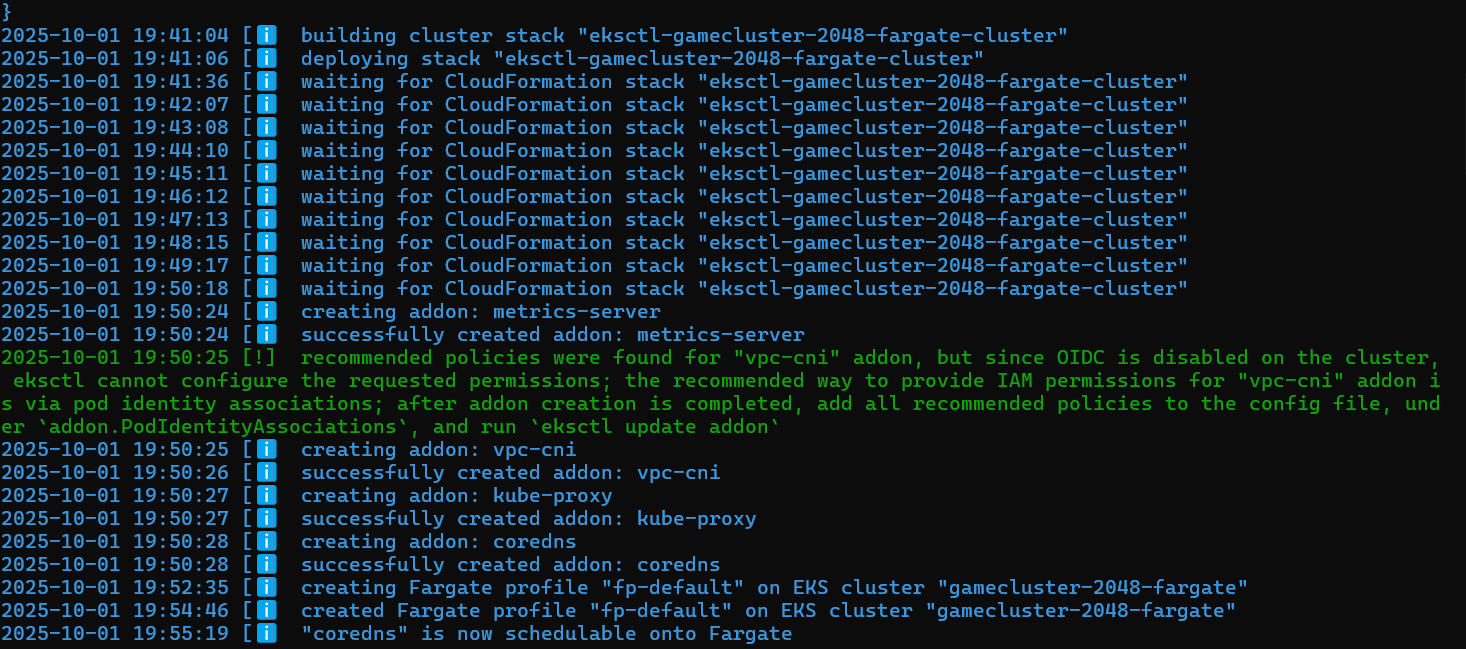 }
2025-10-01 19:41:04 [ℹ]  building cluster stack "eksctl-gamecluster-2048-fargate-cluster"
2025-10-01 19:41:06 [ℹ]  deploying stack "eksctl-gamecluster-2048-fargate-cluster"
2025-10-01 19:41:36 [ℹ]  waiting for CloudFormation stack "eksctl-gamecluster-2048-fargate-cluster"
2025-10-01 19:42:07 [ℹ]  waiting for CloudFormation stack "eksctl-gamecluster-2048-fargate-cluster"
2025-10-01 19:43:08 [ℹ]  waiting for CloudFormation stack "eksctl-gamecluster-2048-fargate-cluster"
2025-10-01 19:44:10 [ℹ]  waiting for CloudFormation stack "eksctl-gamecluster-2048-fargate-cluster"
2025-10-01 19:45:11 [ℹ]  waiting for CloudFormation stack "eksctl-gamecluster-2048-fargate-cluster"
2025-10-01 19:46:12 [ℹ]  waiting for CloudFormation stack "eksctl-gamecluster-2048-fargate-cluster"
2025-10-01 19:47:13 [ℹ]  waiting for CloudFormation stack "eksctl-gamecluster-2048-fargate-cluster"
2025-10-01 19:48:15 [ℹ]  waiting for CloudFormation stack "eksctl-gamecluster-2048-fargate-cluster"
2025-10-01 19:49:17 [ℹ]  waiting for CloudFormation stack "eksctl-gamecluster-2048-fargate-cluster"
2025-10-01 19:50:18 [ℹ]  waiting for CloudFormation stack "eksctl-gamecluster-2048-fargate-cluster"
2025-10-01 19:50:24 [ℹ]  creating addon: metrics-server
2025-10-01 19:50:24 [ℹ]  successfully created addon: metrics-server
2025-10-01 19:50:25 [!]  recommended policies were found for "vpc-cni" addon, but since OIDC is disabled on the cluster,
 eksctl cannot configure the requested permissions; the recommended way to provide IAM permissions for "vpc-cni" addon i
s via pod identity associations; after addon creation is completed, add all recommended policies to the config file, und
er `addon.PodIdentityAssociations`, and run `eksctl update addon`
2025-10-01 19:50:25 [ℹ]  creating addon: vpc-cni
2025-10-01 19:50:26 [ℹ]  successfully created addon: vpc-cni
2025-10-01 19:50:27 [ℹ]  creating addon: kube-proxy
2025-10-01 19:50:27 [ℹ]  successfully created addon: kube-proxy
2025-10-01 19:50:28 [ℹ]  creating addon: coredns
2025-10-01 19:50:28 [ℹ]  successfully created addon: coredns
2025-10-01 19:52:35 [ℹ]  creating Fargate profile "fp-default" on EKS cluster "gamecluster-2048-fargate"
2025-10-01 19:54:46 [ℹ]  created Fargate profile "fp-default" on EKS cluster "gamecluster-2048-fargate"
2025-10-01 19:55:19 [ℹ]  "coredns" is now schedulable onto Fargate